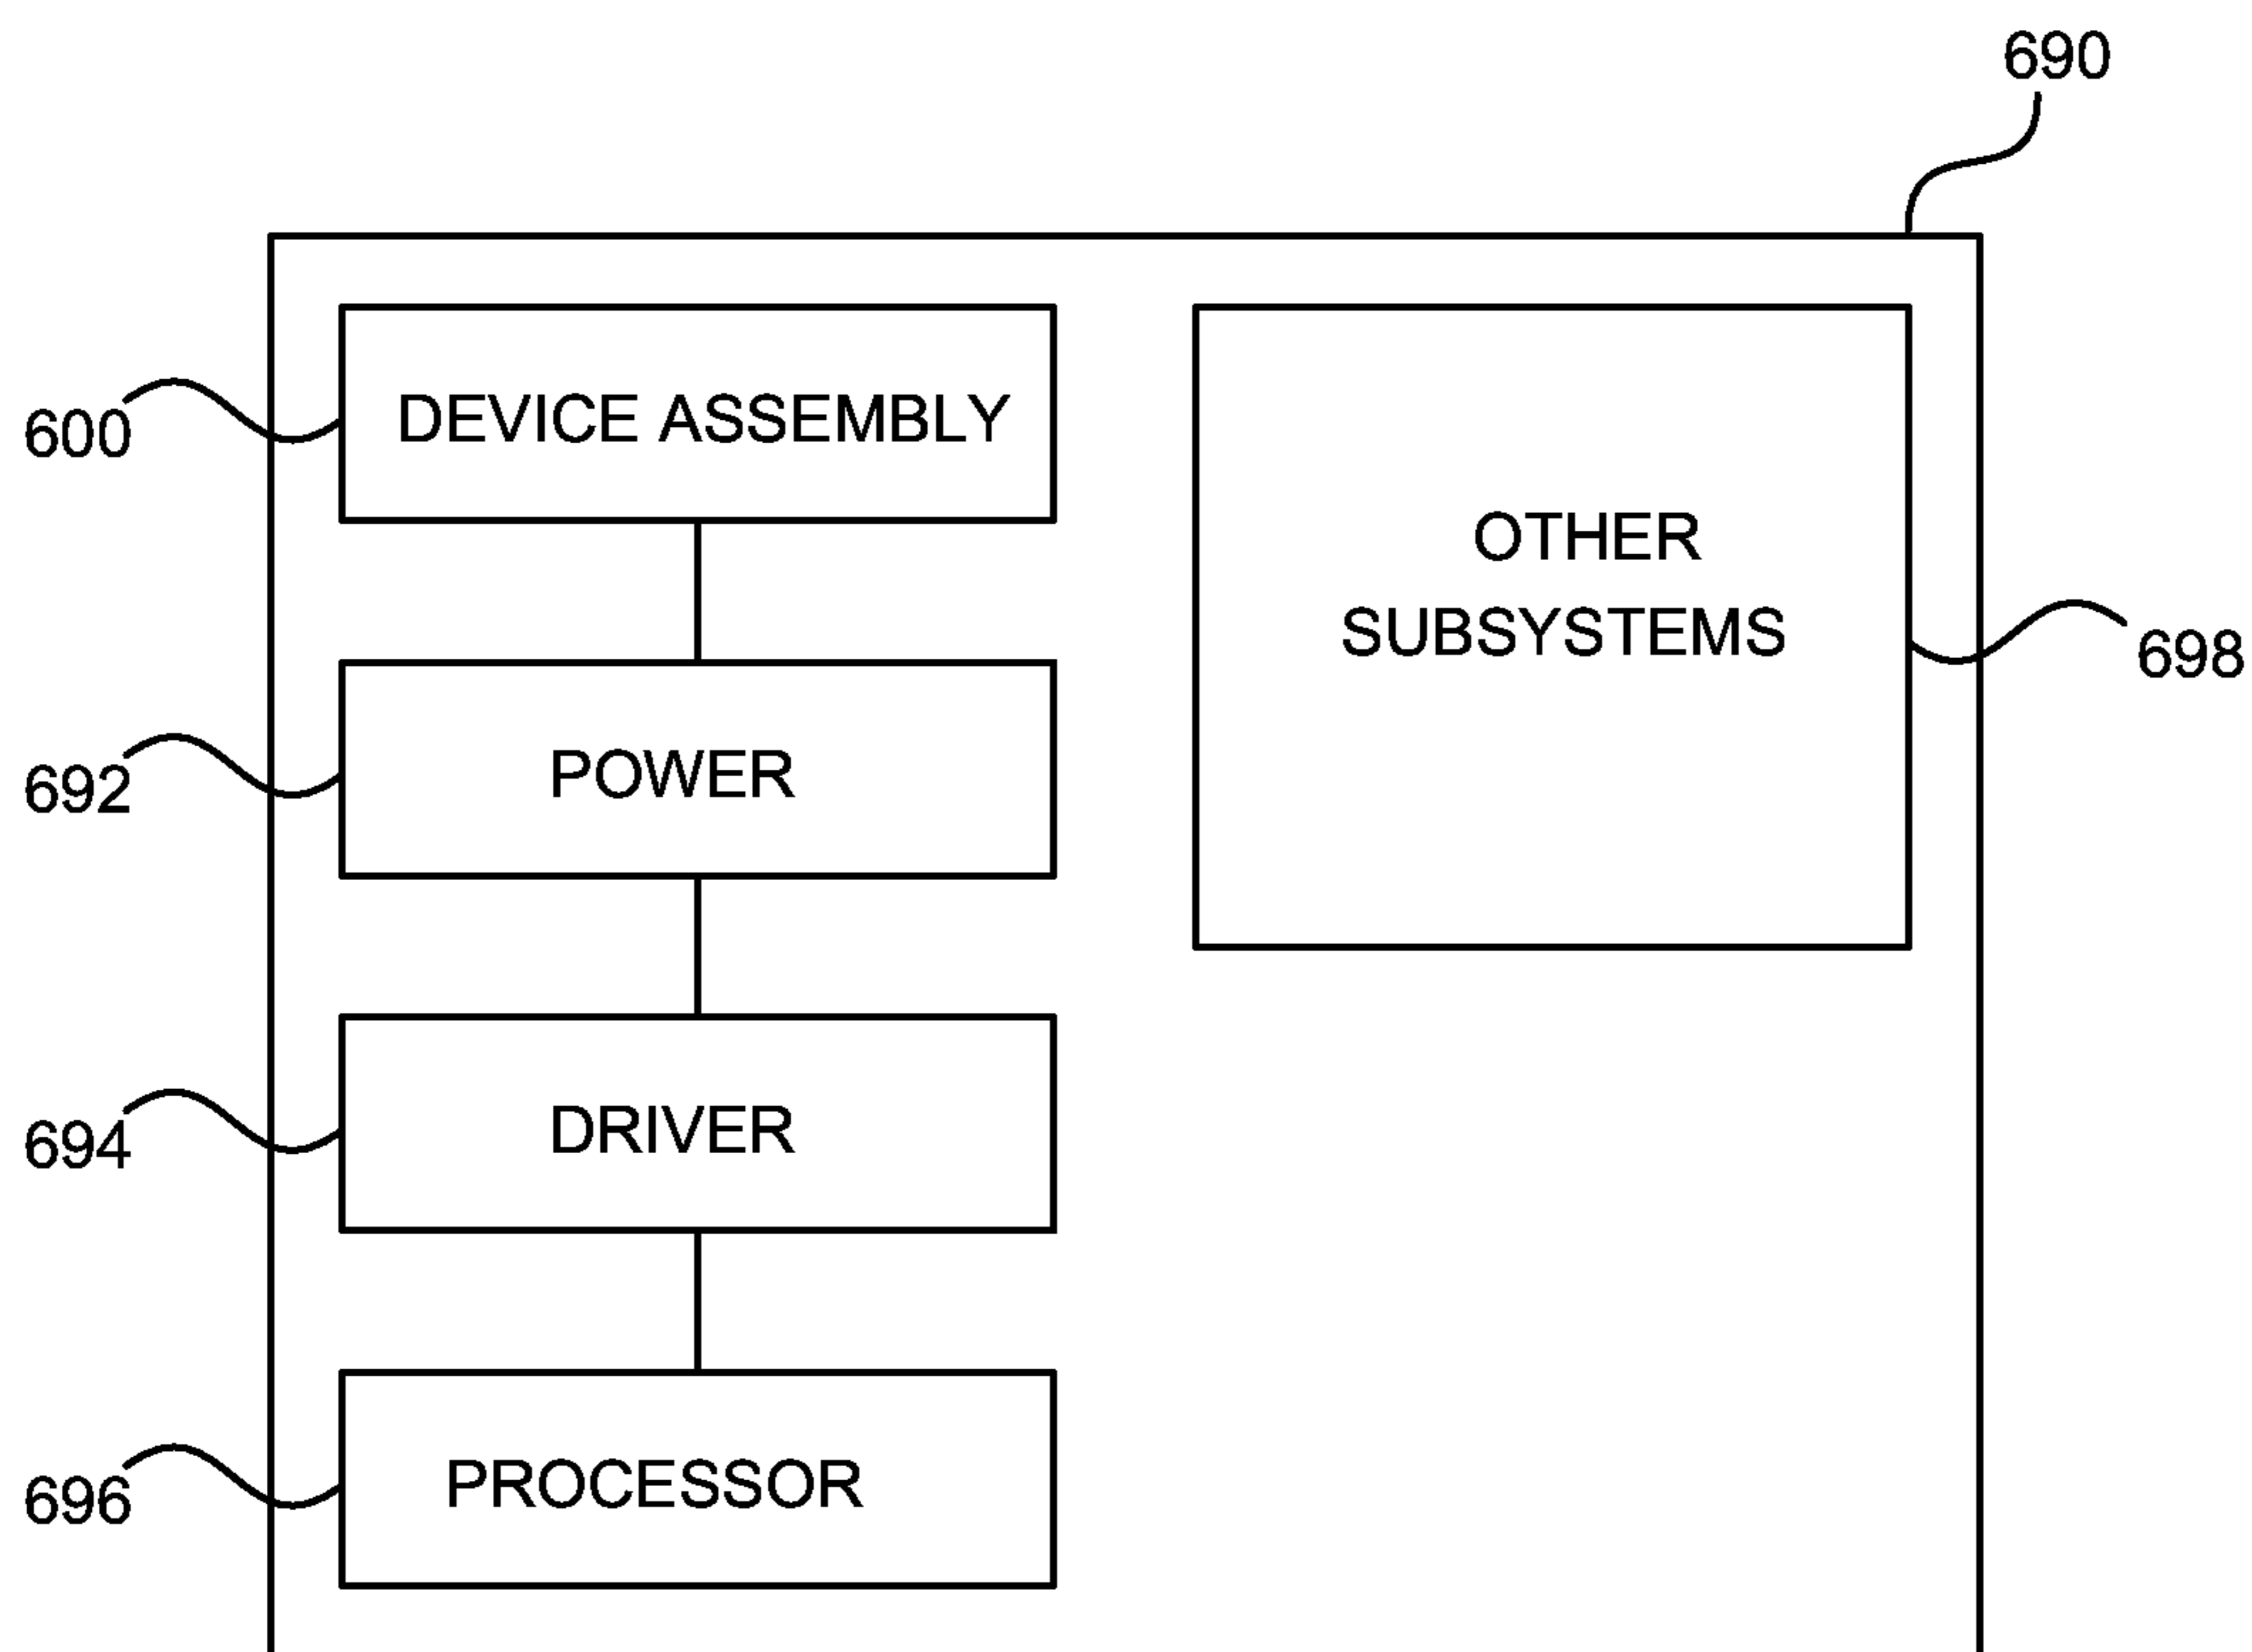 690
600
DEVICE ASSEMBLY
OTHER
SUBSYSTEMS
698
692
POWER
694
DRIVER
696
PROCESSOR